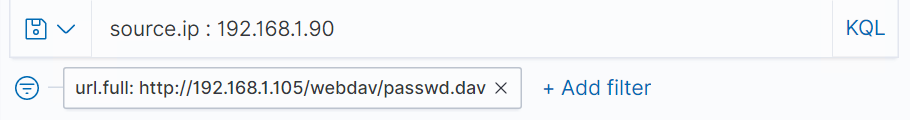 source.ip : 192.168.1.90 KQL
url.full: http://192.168.1.105/webdav/passwd.dav × + Add filter